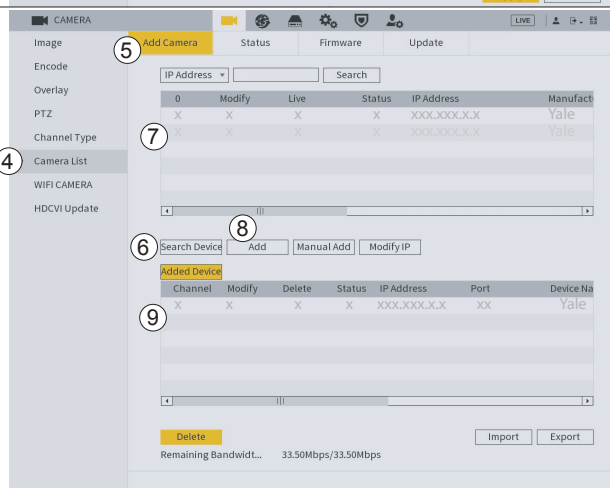 CAMERA LIVE
Image 5 Add Camera Status Firmware Update
Encode
IP Address Search
Overlay
0 Modify Live Status IP Address Manufact
PTZ
X X X X xxx.xxx.x.x Yale
Channel Type 7 X X X X xxx.xxx.x.x Yale
4 Camera List
WIFI CAMERA
HDCVI Update
8
6 Search Device Add Manual Add Modify IP
Added Device
Channel Modify Delete Status IP Address Port Device Na
9 X X X X xxx.xxx.x.x xx Yale
Delete Import Export
Remaining Bandwidt... 33.50Mbps/33.50Mbps